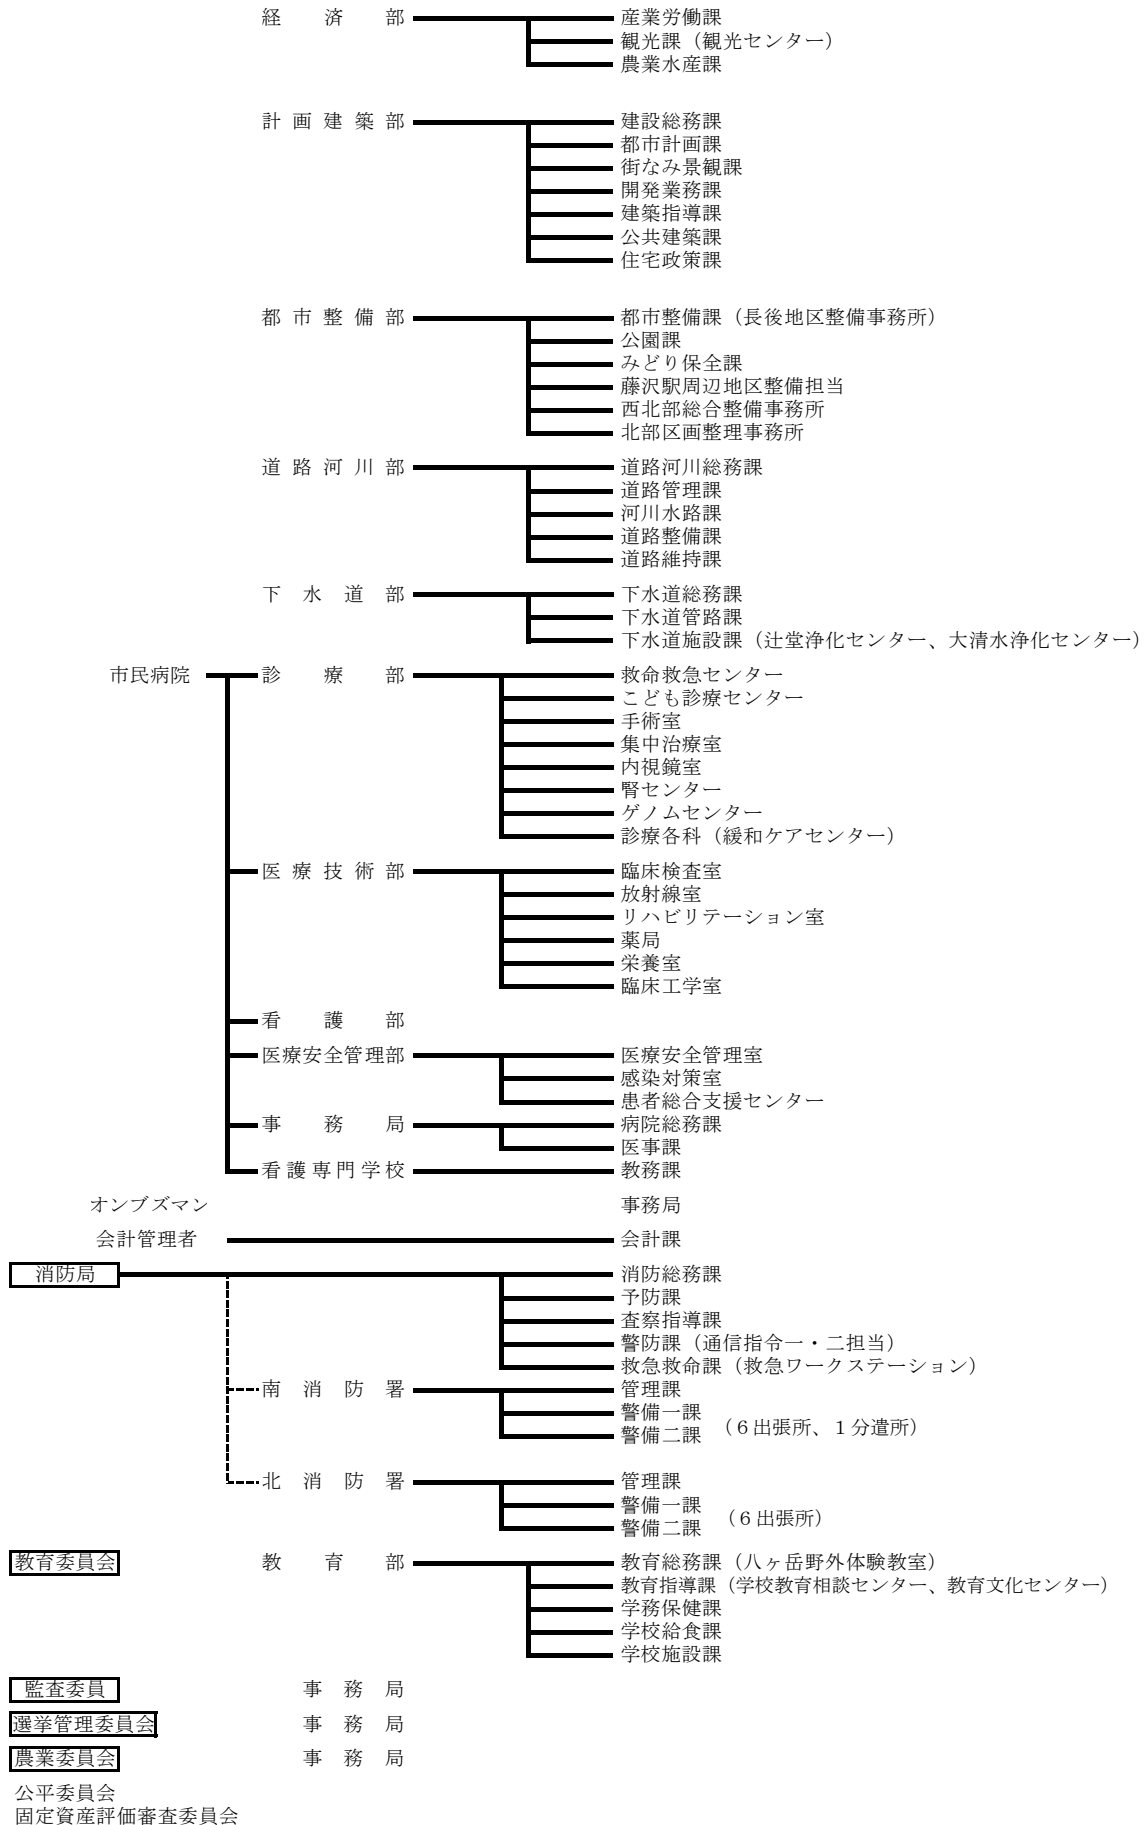 経済部 産業労働課
観光課（観光センター）
農業水産課
計画建築部 建設総務課
都市計画課
街なみ景観課
開発業務課
建築指導課
公共建築課
住宅政策課
都市整備部 都市整備課（長後地区整備事務所）
公園課
みどり保全課
藤沢駅周辺地区整備担当
西北部総合整備事務所
北部区画整理事務所
道路河川部 道路河川総務課
道路管理課
河川水路課
道路整備課
道路維持課
下水道部 下水道総務課
下水道管路課
下水道施設課（辻堂浄化センター、大清水浄化センター）
市民病院 診療部 救命救急センター
こども診療センター
手術室
集中治療室
内視鏡室
腎センター
ゲノムセンター
診療各科（緩和ケアセンター）
医療技術部 臨床検査室
放射線室
リハビリテーション室
薬局
栄養室
臨床工学室
看護部
医療安全管理部 医療安全管理室
感染対策室
患者総合支援センター
事務局 病院総務課
医事課
看護専門学校 教務課
オンブズマン 事務局
会計管理者 会計課
消防局 消防総務課
予防課
査察指導課
警防課（通信指令一・二担当）
救急救命課（救急ワークステーション）
南消防署 管理課
警備一課
（６出張所、１分遣所）
警備二課
北消防署 管理課
警備一課
（６出張所）
警備二課
教育委員会 教育部 教育総務課（八ヶ岳野外体験教室）
教育指導課（学校教育相談センター、教育文化センター）
学務保健課
学校給食課
学校施設課
監査委員 事務局
選挙管理委員会 事務局
農業委員会 事務局
公平委員会
固定資産評価審査委員会